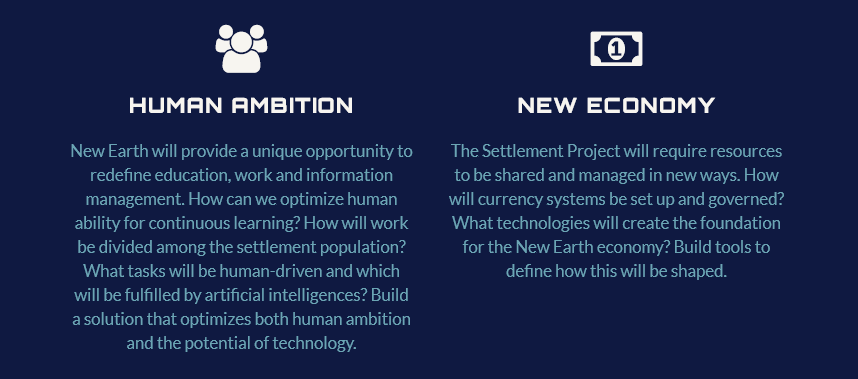 HUMAN AMBITION
New Earth will provide a unique opportunity to
redefine education, work and information
management. How can we optimize human
ability for continuous learning? How will work
be divided among the settlement population?
What tasks will be human-driven and which
will be fulfilled by artificial intelligences? Build
a solution that optimizes both human ambition
and the potential of technology.
1
NEW ECONOMY
The Settlement Project will require resources
to be shared and managed in new ways. How
will currency systems be set up and governed?
What technologies will create the foundation
for the New Earth economy? Build tools to
define how this will be shaped.